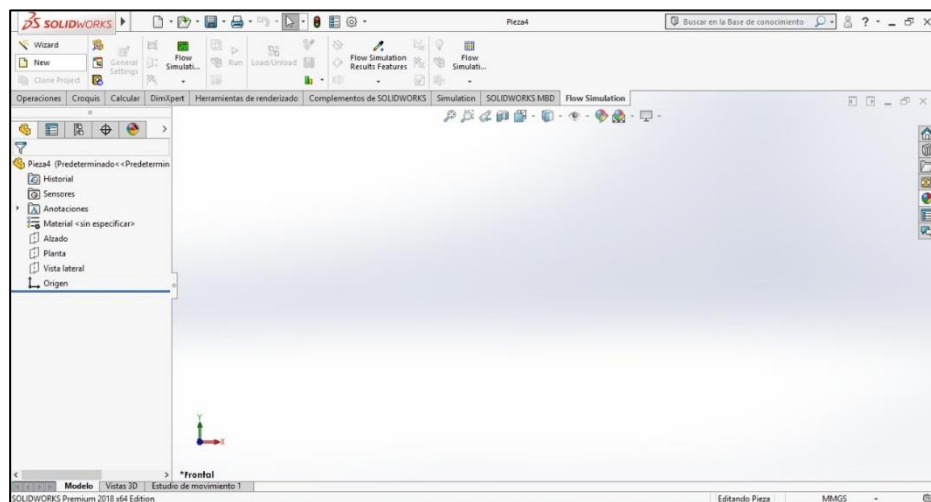 SOLIDWORKS
Pieza4
Buscar en la Base de conocimiento
Wizard
New
Clone Project
General Settings
Flow Simulati...
Run
Load/Unload
Flow Simulation Results Features
Flow Simulati...
Operaciones Croquis Calcular DimXpert Herramientas de renderizado Complementos de SOLIDWORKS Simulation SOLIDWORKS MBD Flow Simulation
Pieza4 (Predeterminado<<Predetermin
Historial
Sensores
Anotaciones
Material <sin especificar>
Alzado
Planta
Vista lateral
Origen
Y
X
*Frontal
Modelo Vistas 3D Estudio de movimiento 1
SOLIDWORKS Premium 2018 x64 Edition Editando Pieza MMGS